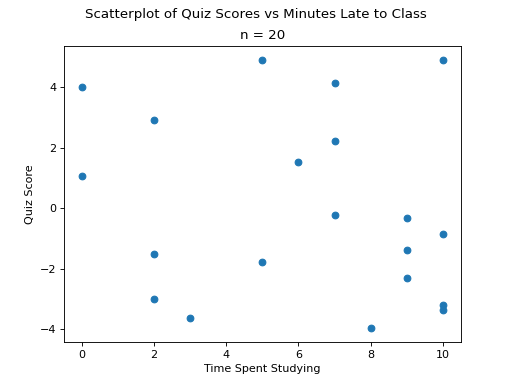 Scatterplot of Quiz Scores vs Minutes Late to Class
n = 20
4
2
0
−2
−4
Quiz Score
0 2 4 6 8 10
Time Spent Studying